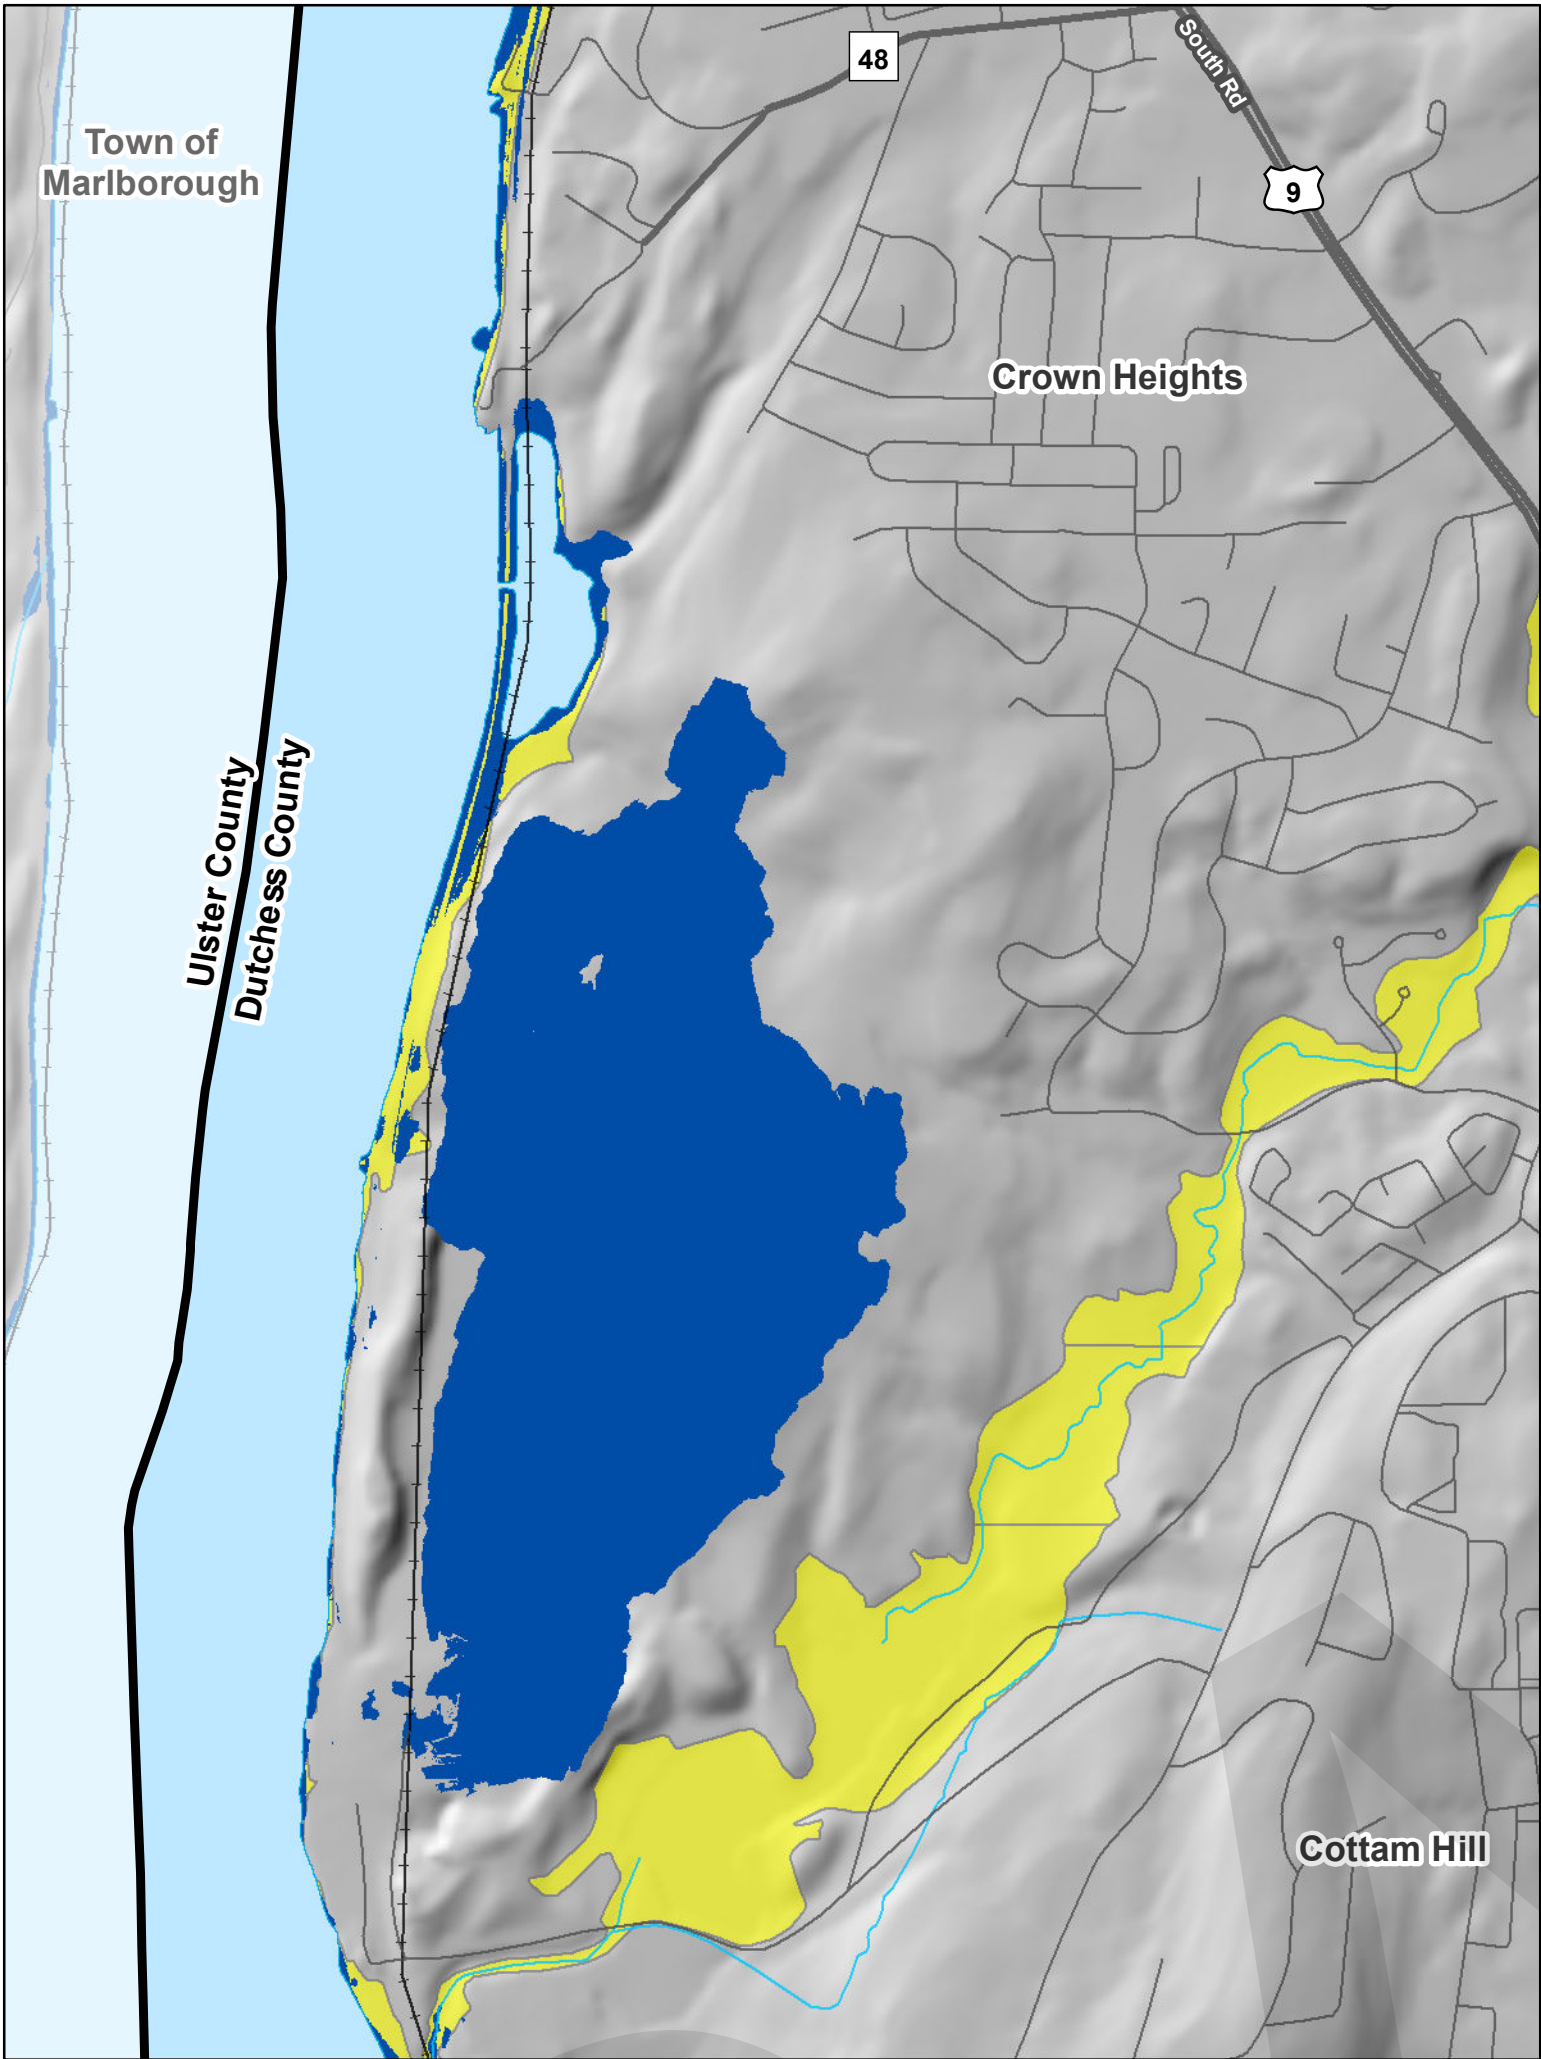 48
South Rd
Town of
Marlborough
9
Crown Heights
Ulster County
Dutchess County
Cottam Hill